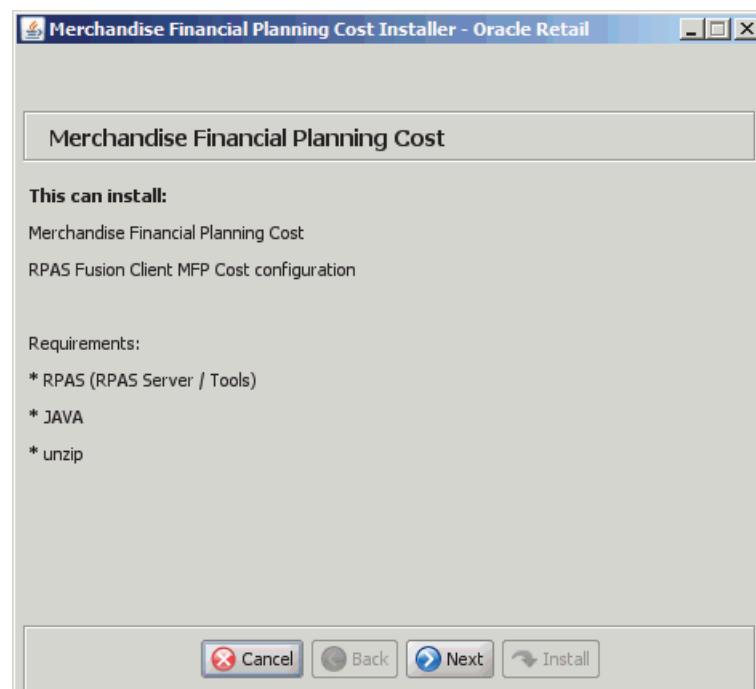 Merchandise Financial Planning Cost Installer - Oracle Retail
Merchandise Financial Planning Cost
This can install:
Merchandise Financial Planning Cost
RPAS Fusion Client MFP Cost configuration
Requirements:
* RPAS (RPAS Server / Tools)
* JAVA
* unzip
Cancel Back Next Install